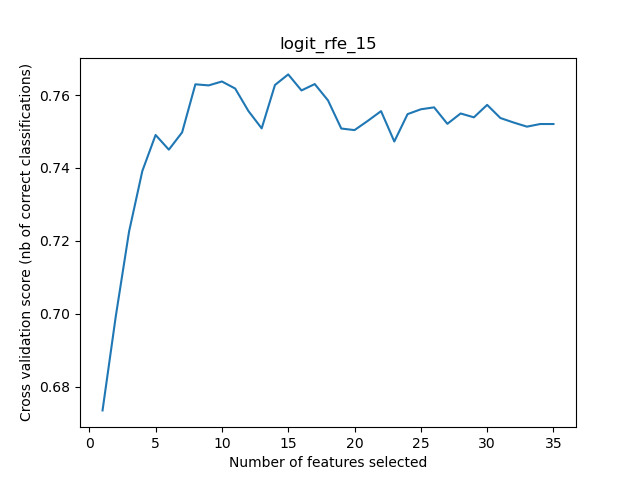 logit_rfe_15
Cross validation score (nb of correct classifications)
0.76
0.74
0.72
0.70
0.68
0 5 10 15 20 25 30 35
Number of features selected